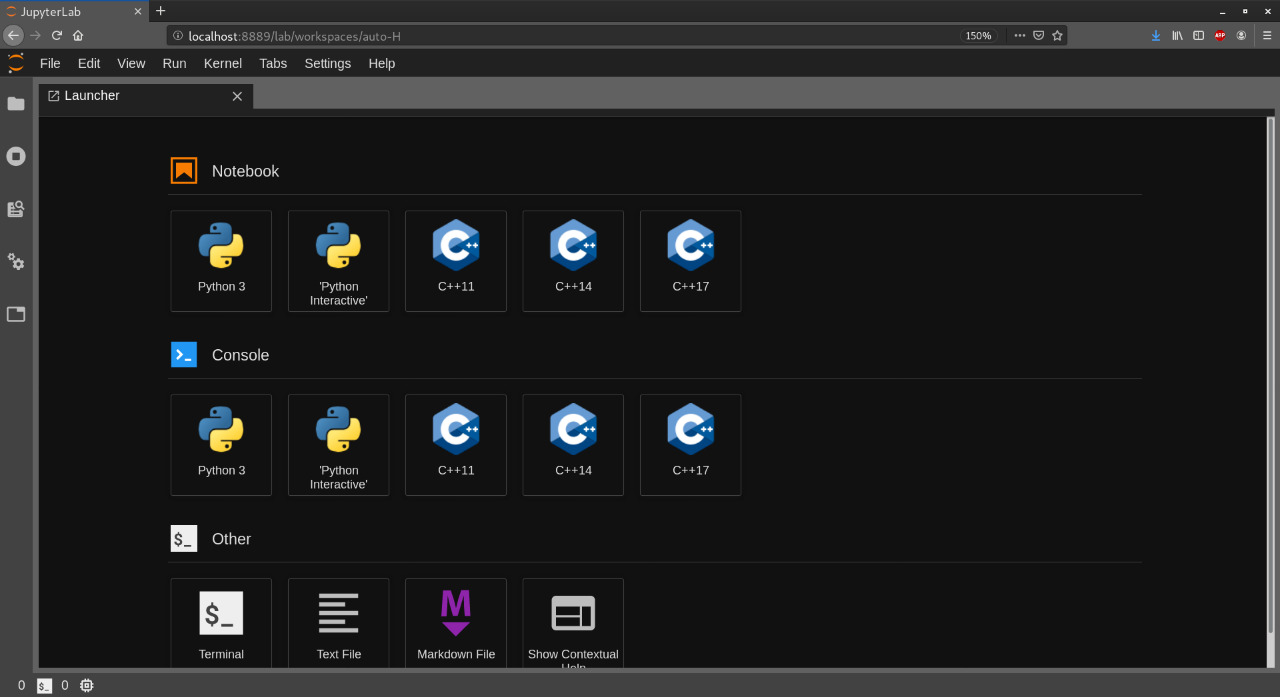 JupyterLab
localhost:8889/lab/workspaces/auto-H
150%
ABP
File Edit View Run Kernel Tabs Settings Help
Launcher
Notebook
Python 3
'Python
Interactive'
C++11
C++14
C++17
Console
Python 3
'Python
Interactive'
C++11
C++14
C++17
$_ Other
$_
Terminal
Text File
M
Markdown File
Show Contextual
Help
0 $_ 0